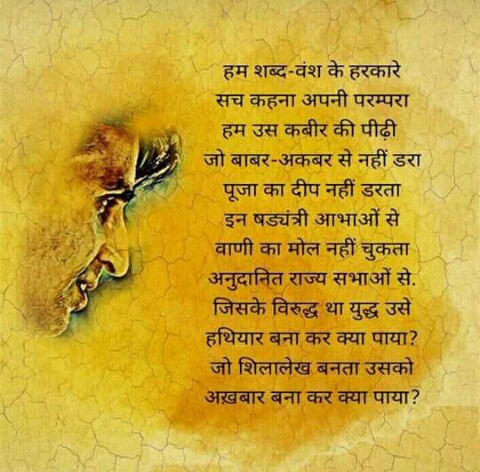 हम शब्द-वंश के हरकारे
सच कहना अपनी परम्परा
हम उस कबीर की पीढ़ी
जो बाबर-अकबर से नहीं डरा
पूजा का दीप नहीं डरता
इन षड्यंत्री आभाओं से
वाणी का मोल नहीं चुकता
अनुदानित राज्य सभाओं से.
जिसके विरुद्ध था युद्ध उसे
हथियार बना कर क्या पाया?
जो शिलालेख बनता उसको
अख़बार बना कर क्या पाया?